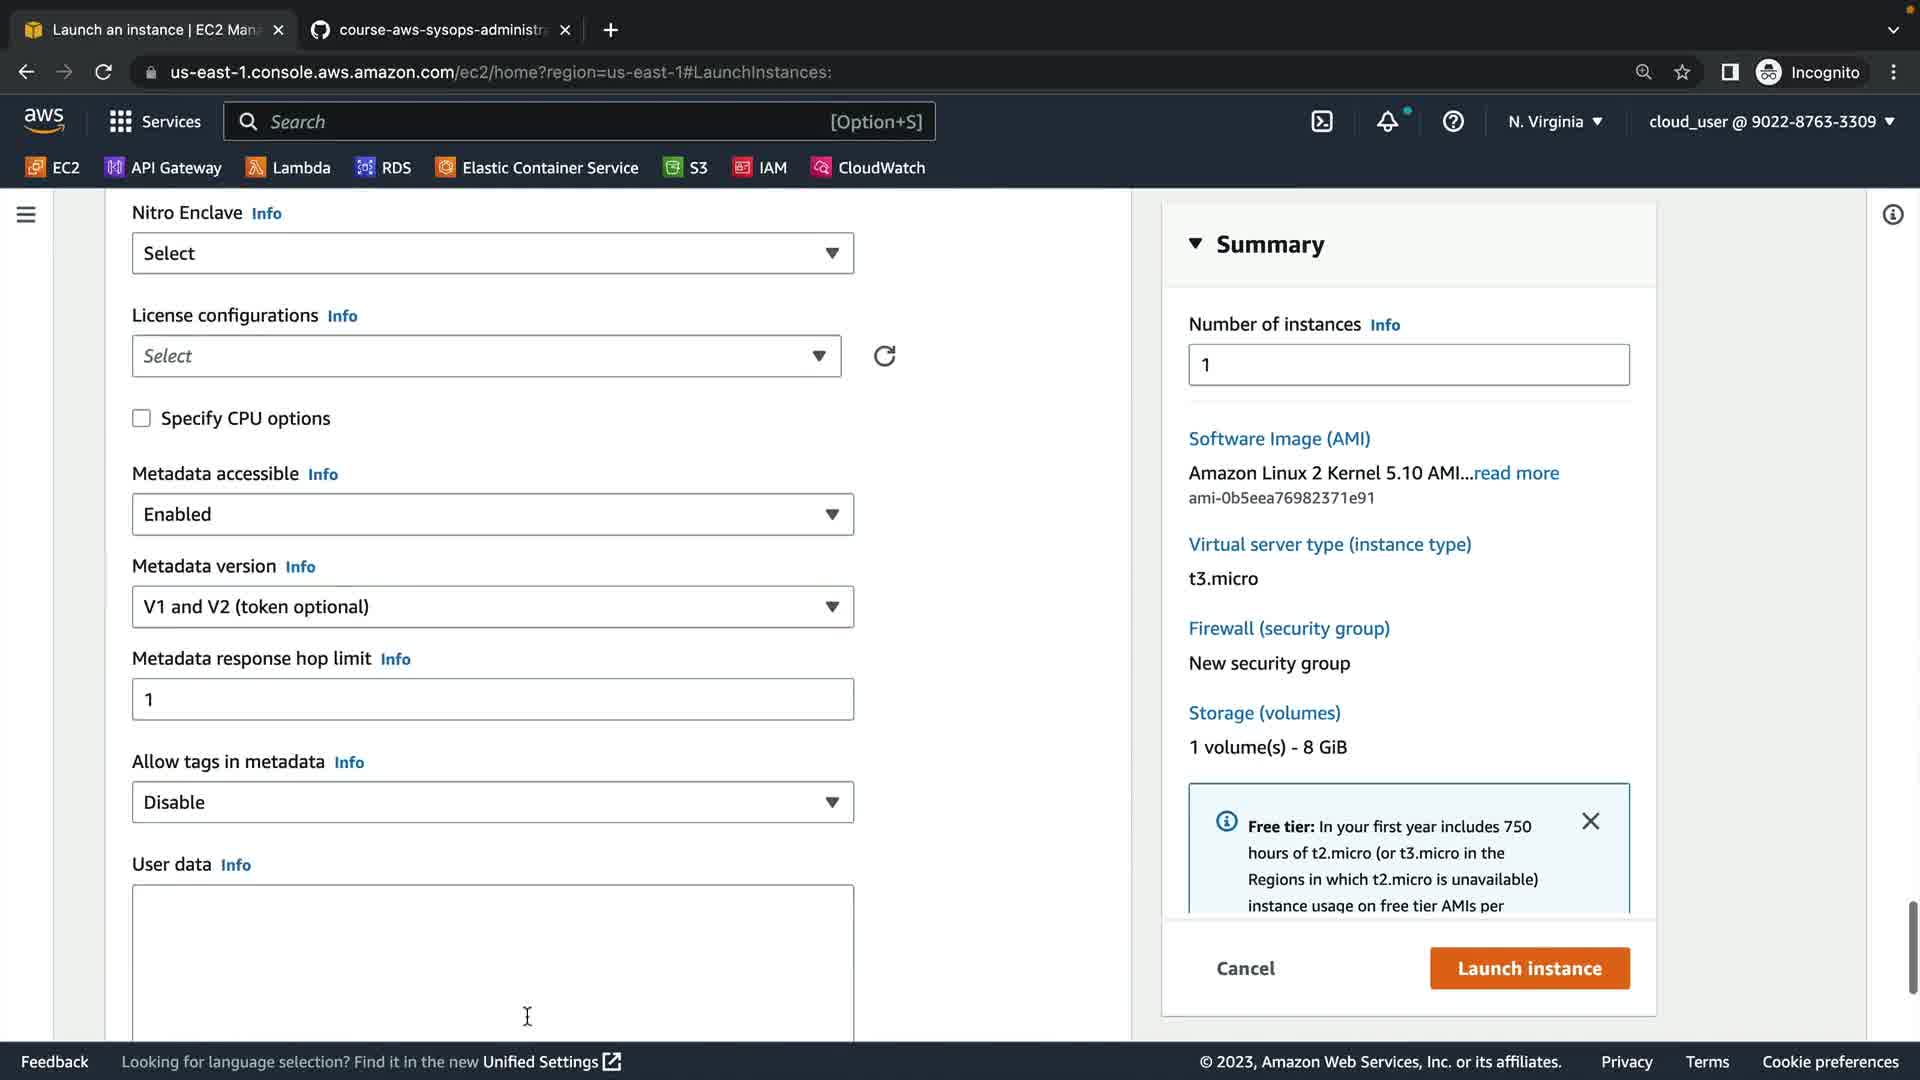 Launch an instance | EC2 Man
course-aws-sysops-administra
us-east-1.console.aws.amazon.com/ec2/home?region=us-east-1#LaunchInstances:
Incognito
aws
Services
Search
[Option+S]
N. Virginia
cloud_user @ 9022-8763-3309
EC2
API Gateway
Lambda
RDS
Elastic Container Service
S3
IAM
CloudWatch
Nitro Enclave Info
Select
License configurations Info
Select
Specify CPU options
Metadata accessible Info
Enabled
Metadata version Info
V1 and V2 (token optional)
Metadata response hop limit Info
1
Allow tags in metadata Info
Disable
User data Info
Summary
Number of instances Info
1
Software Image (AMI)
Amazon Linux 2 Kernel 5.10 AMI...read more
ami-0b5eea76982371e91
Virtual server type (instance type)
t3.micro
Firewall (security group)
New security group
Storage (volumes)
1 volume(s) - 8 GiB
Free tier: In your first year includes 750
hours of t2.micro (or t3.micro in the
Regions in which t2.micro is unavailable)
instance usage on free tier AMIs per
Cancel
Launch instance
Feedback
Looking for language selection? Find it in the new Unified Settings
© 2023, Amazon Web Services, Inc. or its affiliates.
Privacy
Terms
Cookie preferences